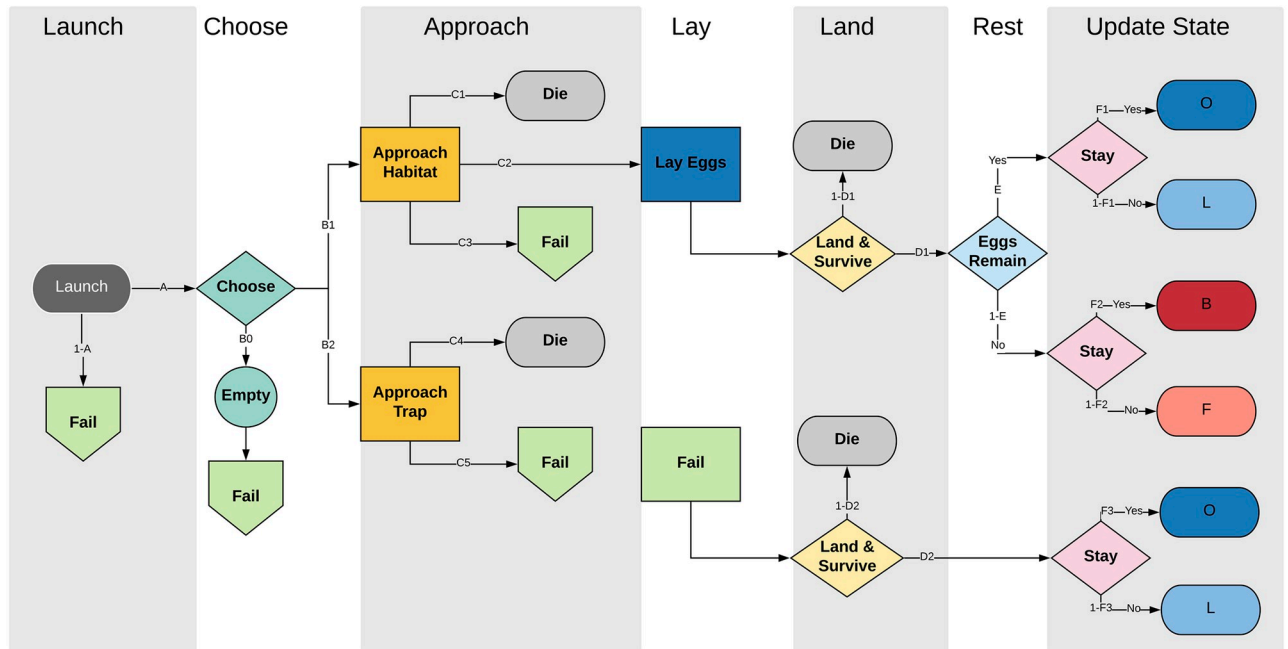 Launch
Choose
Approach
Lay
Land
Rest
Update State
Launch
A
1-A
Fail
Choose
B0
Empty
Fail
B1
B2
Approach
Habitat
C1
Die
C2
C3
Fail
Approach
Trap
C4
Die
C5
Fail
Lay Eggs
Fail
Die
1-D1
Land &
Survive
D1
Die
1-D2
Land &
Survive
D2
Eggs
Remain
Yes
E
1-E
No
Stay
F1
Yes
O
1-F1
No
L
Stay
F2
Yes
B
1-F2
No
F
Stay
F3
Yes
O
1-F3
No
L